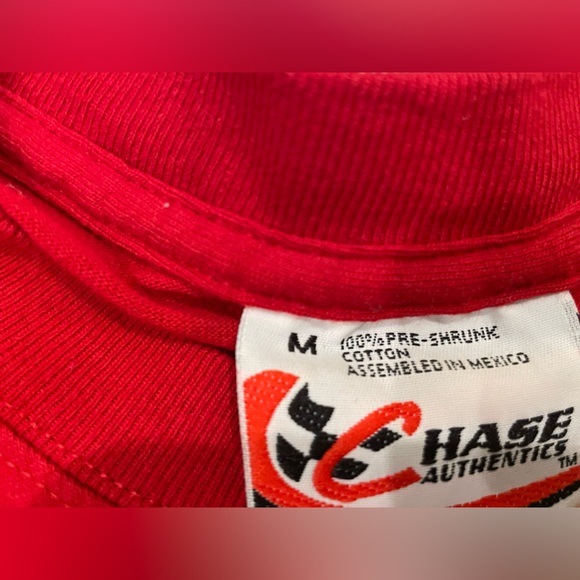 M 100% PRE-SHRUNK
COTTON
ASSEMBLED IN MEXICO
CHASE
AUTHENTICS
TM